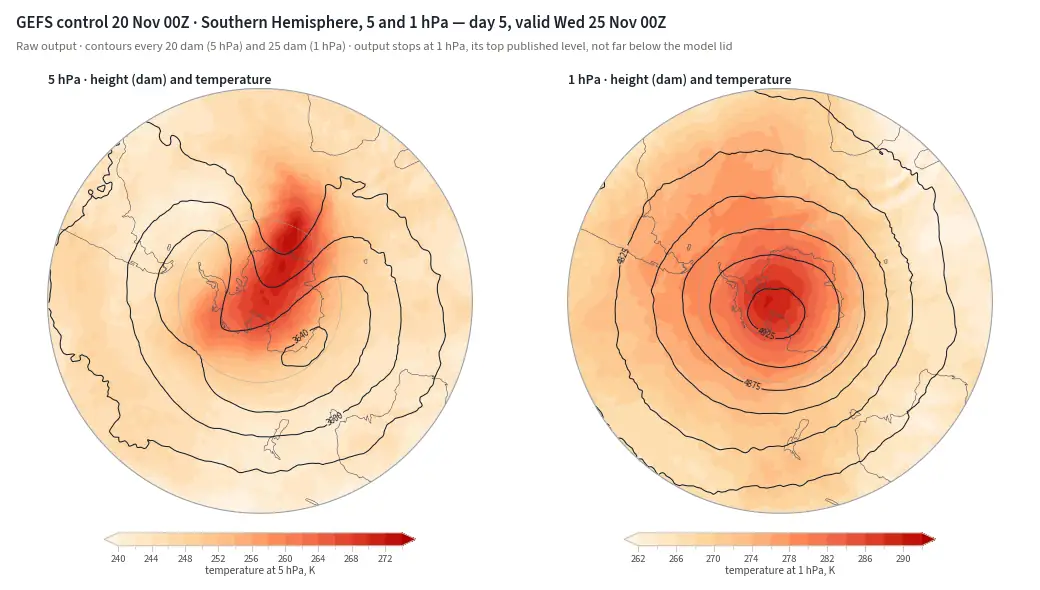 GEFS control 20 Nov 00Z · Southern Hemisphere, 5 and 1 hPa — day 5, valid Wed 25 Nov 00Z
Raw output · contours every 20 dam (5 hPa) and 25 dam (1 hPa) · output stops at 1 hPa, its top published level, not far below the model lid
5 hPa · height (dam) and temperature
1 hPa · height (dam) and temperature
4825
3640
4925
4875
240 244 248 252 256 260 264 268 272
temperature at 5 hPa, K
262 266 270 274 278 282 286 290
temperature at 1 hPa, K